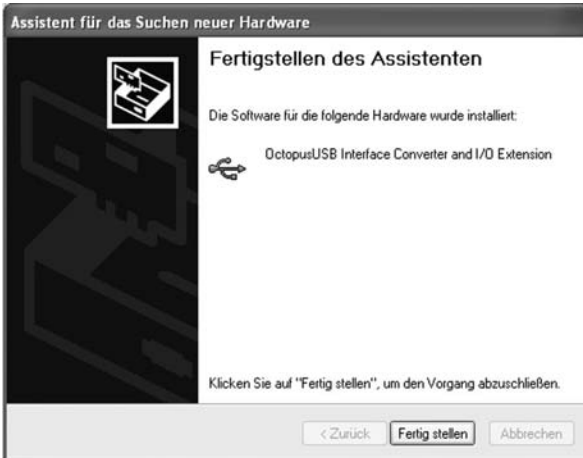 Assistent für das Suchen neuer Hardware
Fertigstellen des Assistenten
Die Software für die folgende Hardware wurde installiert:
OctopusUSB Interface Converter and I/O Extension
Klicken Sie auf "Fertig stellen", um den Vorgang abzuschließen.
< Zurück
Fertig stellen
Abbrechen